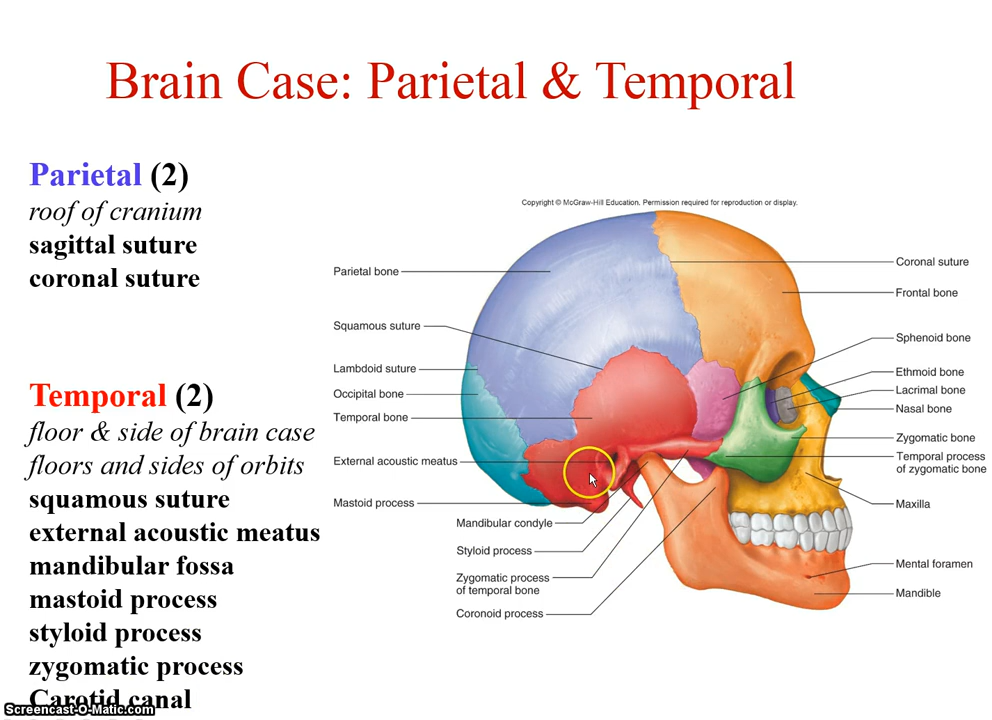 Brain Case: Parietal & Temporal
Parietal (2)
roof of cranium
sagittal suture
coronal suture
Temporal (2)
floor & side of brain case
floors and sides of orbits
squamous suture
external acoustic meatus
mandibular fossa
mastoid process
styloid process
zygomatic process
Carotid canal
Screencast-O-Matic.com
Copyright © McGraw-Hill Education. Permission required for reproduction or display.
Parietal bone
Squamous suture
Lambdoid suture
Occipital bone
Temporal bone
External acoustic meatus
Mastoid process
Mandibular condyle
Styloid process
Zygomatic process
of temporal bone
Coronoid process
Coronal suture
Frontal bone
Sphenoid bone
Ethmoid bone
Lacrimal bone
Nasal bone
Zygomatic bone
Temporal process
of zygomatic bone
Maxilla
Mental foramen
Mandible